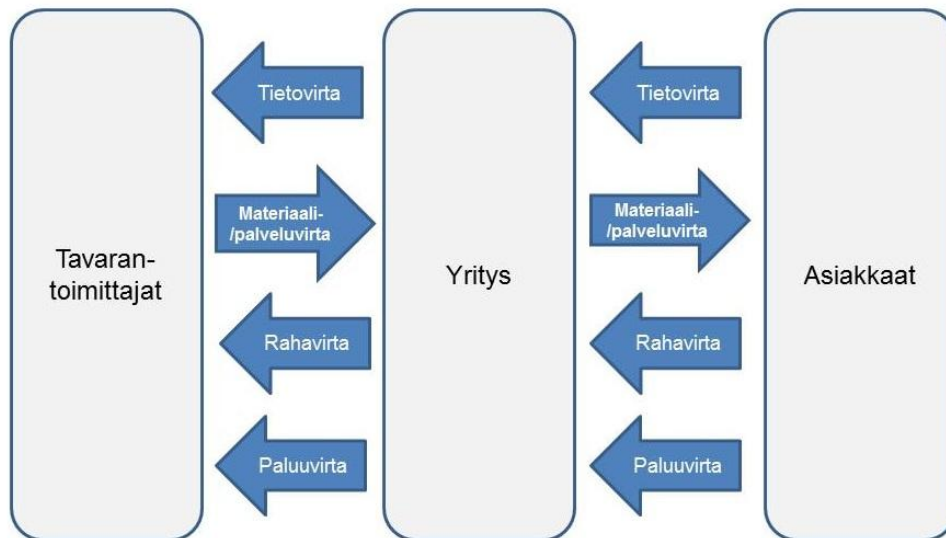 Tietovirta
Tietovirta
Materiaali-
/palveluvirta
Materiaali-
/palveluvirta
Tavaran-
toimittajat
Yritys
Asiakkaat
Rahavirta
Rahavirta
Paluuvirta
Paluuvirta